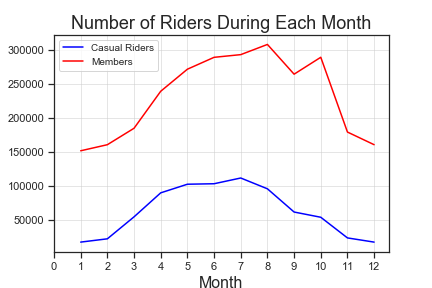 Number of Riders During Each Month
Casual Riders
Members
300000
250000
200000
150000
100000
50000
0 1 2 3 4 5 6 7 8 9 10 11 12
Month